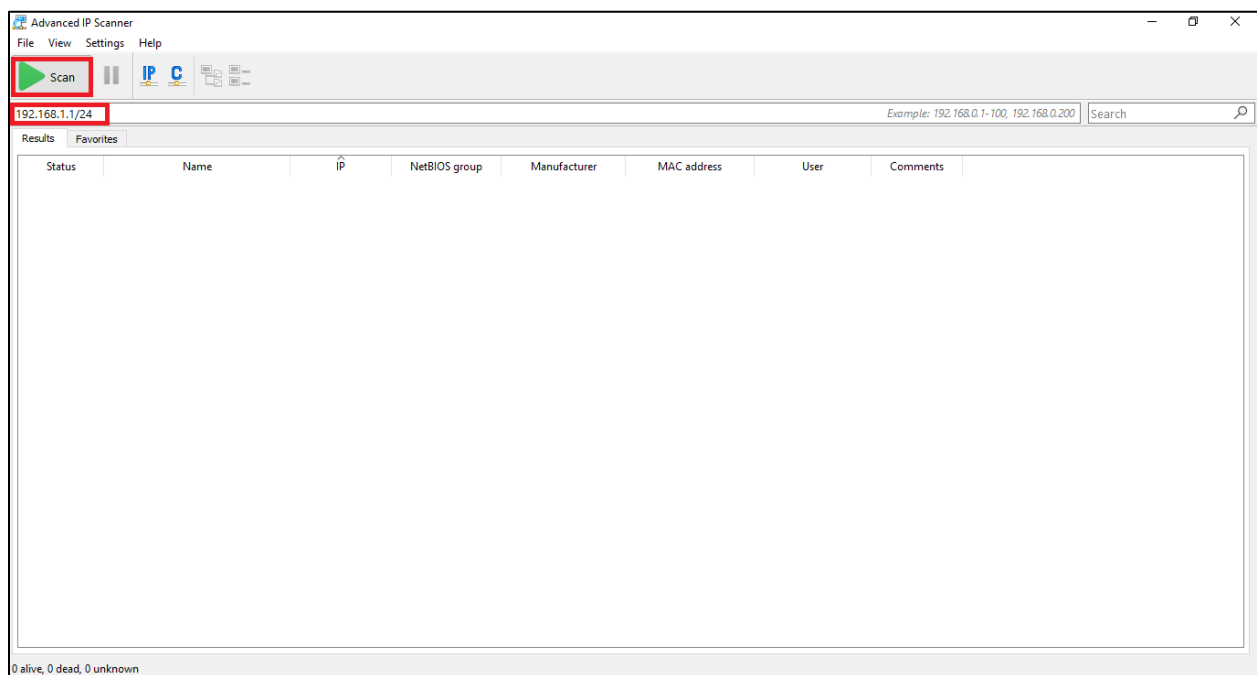 Advanced IP Scanner
File View Settings Help
Scan IP C
192.168.1.1/24 Example: 192.168.0.1-100, 192.168.0.200 Search
Results Favorites
Status Name IP NetBIOS group Manufacturer MAC address User Comments
0 alive, 0 dead, 0 unknown